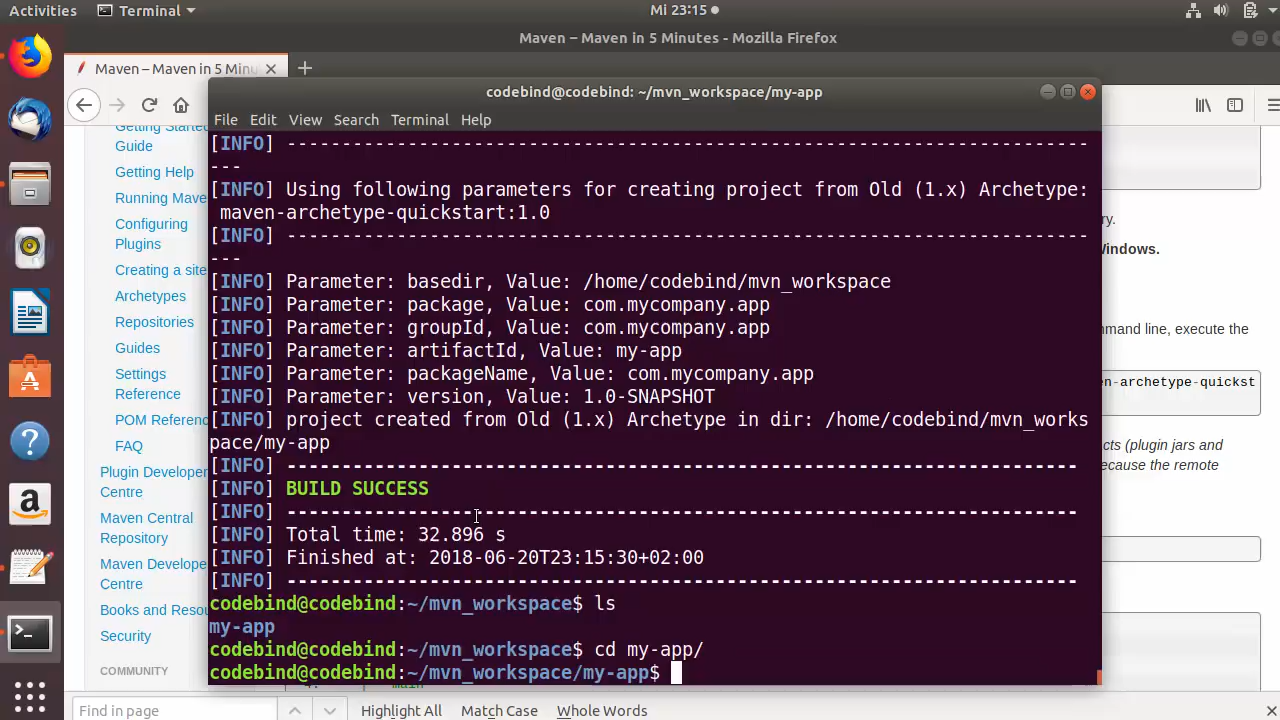 Activities
Terminal
Mi 23:15
Maven – Maven in 5 Minutes - Mozilla Firefox
Maven – Maven in 5 Minu
codebind@codebind: ~/mvn_workspace/my-app
File Edit View Search Terminal Help
Getting Started
Guide
Getting Help
Running Mave
Configuring
Plugins
Creating a site
Archetypes
Repositories
Guides
Settings
Reference
POM Referenc
FAQ
Plugin Developer
Centre
Maven Central
Repository
Maven Develope
Centre
Books and Resou
Security
COMMUNITY
[INFO] -------------------------------------------------------------------------
---
[INFO] Using following parameters for creating project from Old (1.x) Archetype:
maven-archetype-quickstart:1.0
[INFO] -------------------------------------------------------------------------
---
[INFO] Parameter: basedir, Value: /home/codebind/mvn_workspace
[INFO] Parameter: package, Value: com.mycompany.app
[INFO] Parameter: groupId, Value: com.mycompany.app
[INFO] Parameter: artifactId, Value: my-app
[INFO] Parameter: packageName, Value: com.mycompany.app
[INFO] Parameter: version, Value: 1.0-SNAPSHOT
[INFO] project created from Old (1.x) Archetype in dir: /home/codebind/mvn_works
pace/my-app
[INFO] ------------------------------------------------------------------------
[INFO] BUILD SUCCESS
[INFO] ------------------------------------------------------------------------
[INFO] Total time: 32.896 s
[INFO] Finished at: 2018-06-20T23:15:30+02:00
[INFO] ------------------------------------------------------------------------
codebind@codebind:~/mvn_workspace$ ls
my-app
codebind@codebind:~/mvn_workspace$ cd my-app/
codebind@codebind:~/mvn_workspace/my-app$
ry.
Windows.
mmand line, execute the
en-archetype-quickst
cts (plugin jars and
ecause the remote
Find in page
Highlight All
Match Case
Whole Words